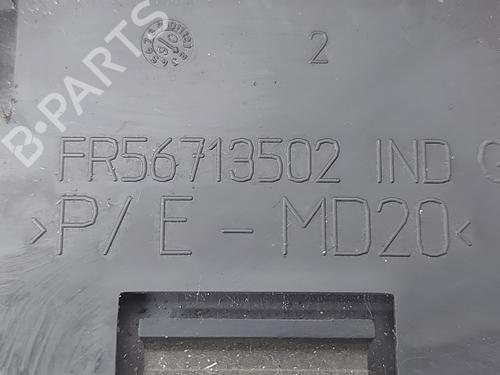 2
B-PARTS
FR56713502 IND
>P/E-MD20<